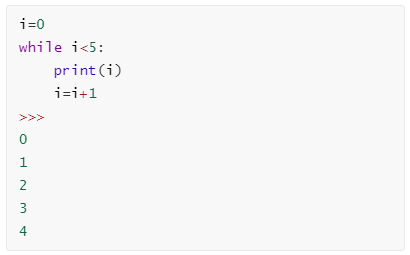 i=0
while i<5:
    print(i)
    i=i+1
>>>
0
1
2
3
4